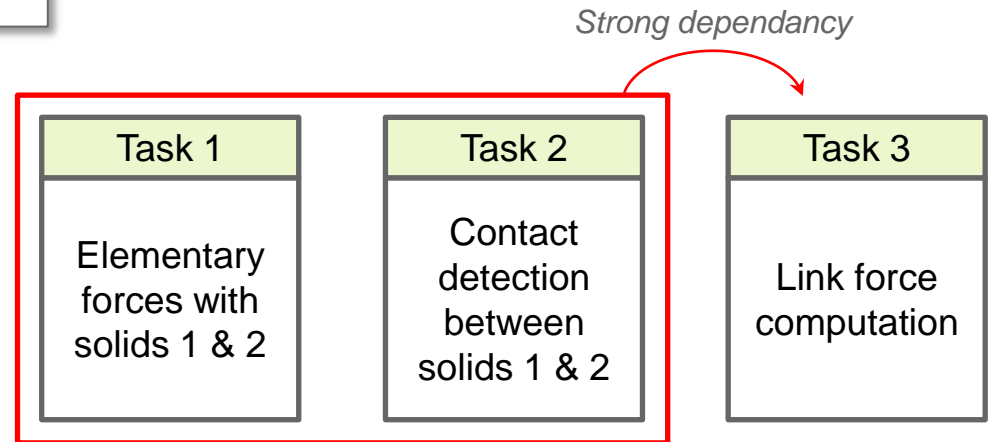 Strong dependancy
Task 1
Task 2
Task 3
Elementary
forces with
solids 1 & 2
Contact
detection
between
solids 1 & 2
Link force
computation